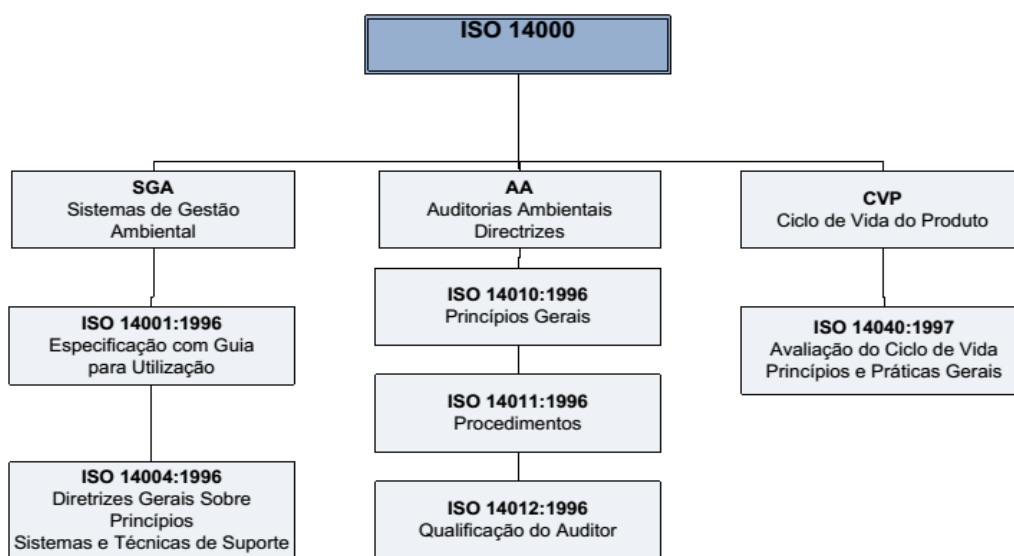 ISO 14000
SGA
Sistemas de Gestão
Ambiental
AA
Auditorias Ambientais
Directrizes
CVP
Ciclo de Vida do Produto
ISO 14001:1996
Especificação com Guia
para Utilização
ISO 14004:1996
Diretrizes Gerais Sobre
Princípios
Sistemas e Técnicas de Suporte
ISO 14010:1996
Princípios Gerais
ISO 14011:1996
Procedimentos
ISO 14012:1996
Qualificação do Auditor
ISO 14040:1997
Avaliação do Ciclo de Vida
Princípios e Práticas Gerais